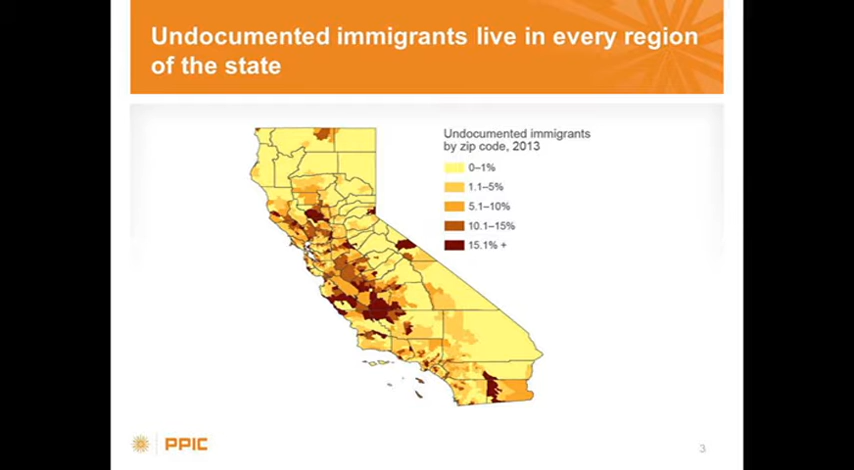 Undocumented immigrants live in every region
of the state
Undocumented immigrants
by zip code, 2013
0–1%
1.1–5%
5.1–10%
10.1–15%
15.1% +
PPIC
3